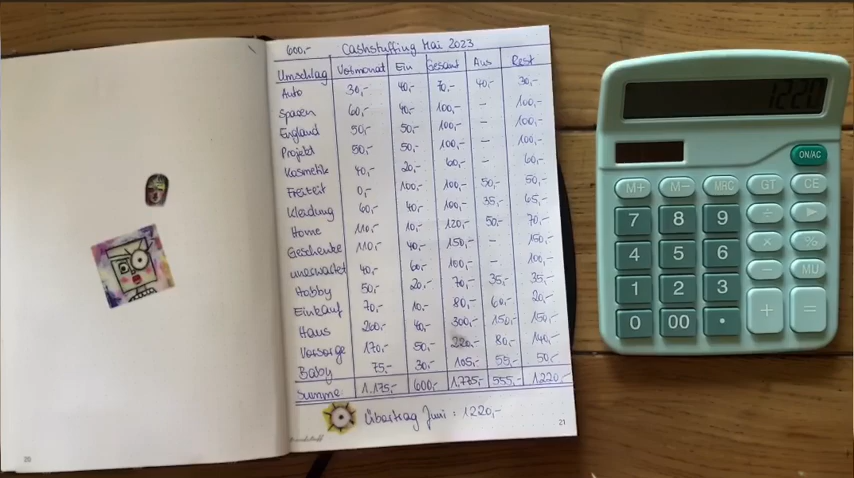 600,- Cashstuffing Mai 2023
Umschlag Vormonat Ein Gesamt Aus Rest
Auto 30,- 40,- 70,- 40,- 30,-
Sparen 60,- 40,- 100,- – 100,-
England 50,- 50,- 100,- – 100,-
Projekt 50,- 50,- 100,- – 100,-
Kosmetik 40,- 20,- 60,- – 60,-
Freizeit 0,- 100,- 100,- 50,- 50,-
Kleidung 60,- 40,- 100,- 35,- 65,-
Home 110,- 10,- 120,- 50,- 70,-
Geschenke 110,- 40,- 150,- – 150,-
unerwartet 40,- 60,- 100,- – 100,-
Hobby 50,- 20,- 70,- 35,- 35,-
Einkauf 70,- 10,- 80,- 60,- 20,-
Haus 260,- 40,- 300,- 150,- 150,-
Vorsorge 170,- 50,- 220,- 80,- 140,-
Baby 75,- 30,- 105,- 55,- 50,-
Summe 1.175,- 600,- 1.775,- 555,- 1.220,-
Übertrag Juni: 1220,-
20
21
1220
ON/AC
M+ M− MRC GT CE
7 8 9 ÷ ▶
4 5 6 × %
1 2 3 − MU
0 00 • + =